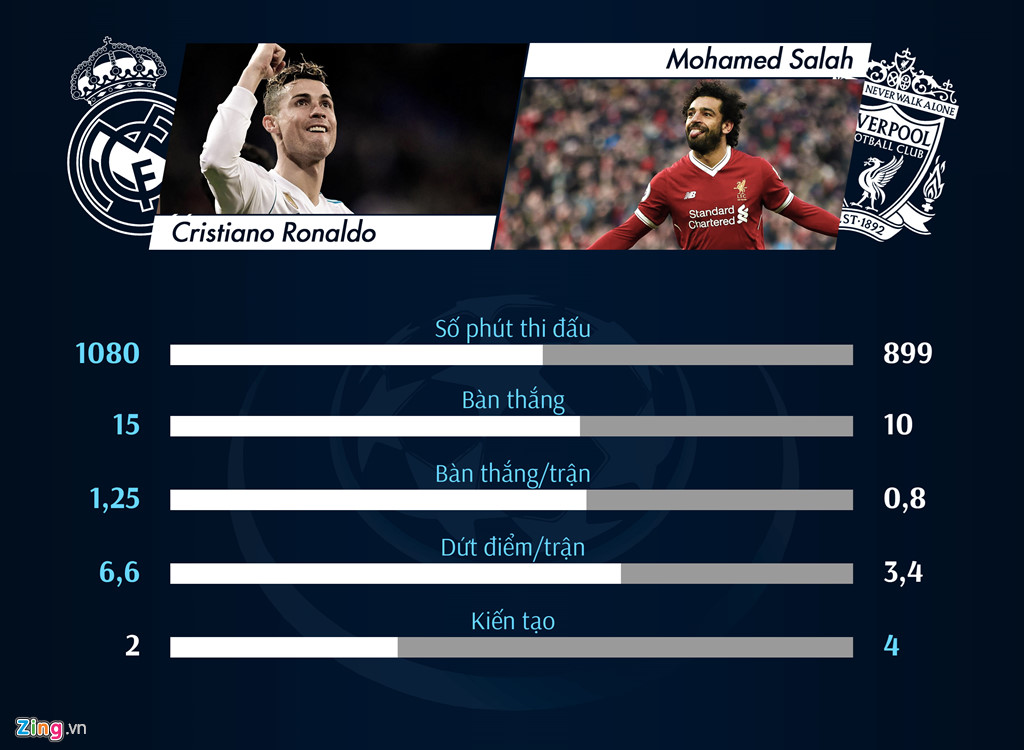 Cristiano Ronaldo
Mohamed Salah
NEVER WALK ALONE
VERPOOL
OTBALL CLUB
EST·1892
NB
Standard
Chartered
Số phút thi đấu
1080
899
Bàn thắng
15
10
Bàn thắng/trận
1,25
0,8
Dứt điểm/trận
6,6
3,4
Kiến tạo
2
4
Zing.vn